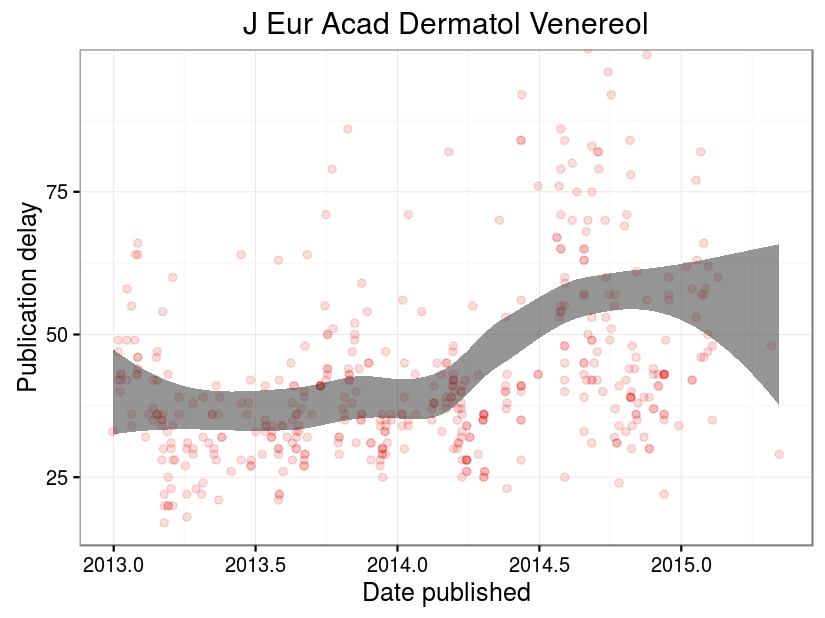 J Eur Acad Dermatol Venereol
Publication delay
75
50
25
2013.0 2013.5 2014.0 2014.5 2015.0
Date published